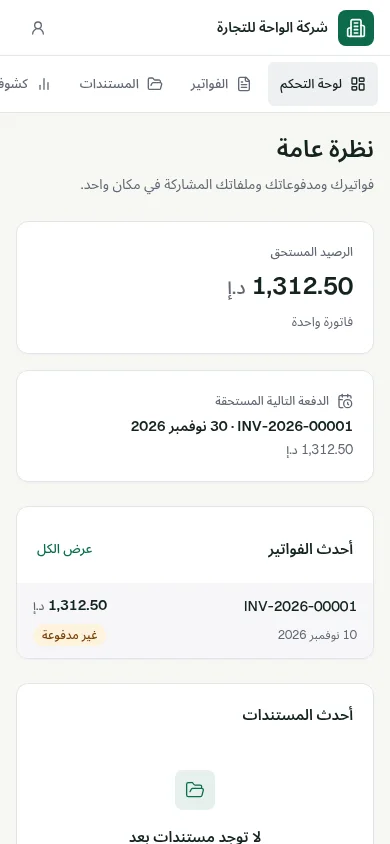 شركة الواحة للتجارة
لوحة التحكم
الفواتير
المستندات
نظرة عامة
فواتيرك ومدفوعاتك وملفاتك المشاركة في مكان واحد.
الرصيد المستحق
1,312.50 د.إ
فاتورة واحدة
الدفعة التالية المستحقة
INV-2026-00001 · 30 نوفمبر 2026
1,312.50 د.إ
أحدث الفواتير
عرض الكل
INV-2026-00001
1,312.50 د.إ
10 نوفمبر 2026
غير مدفوعة
أحدث المستندات
لا توجد مستندات بعد